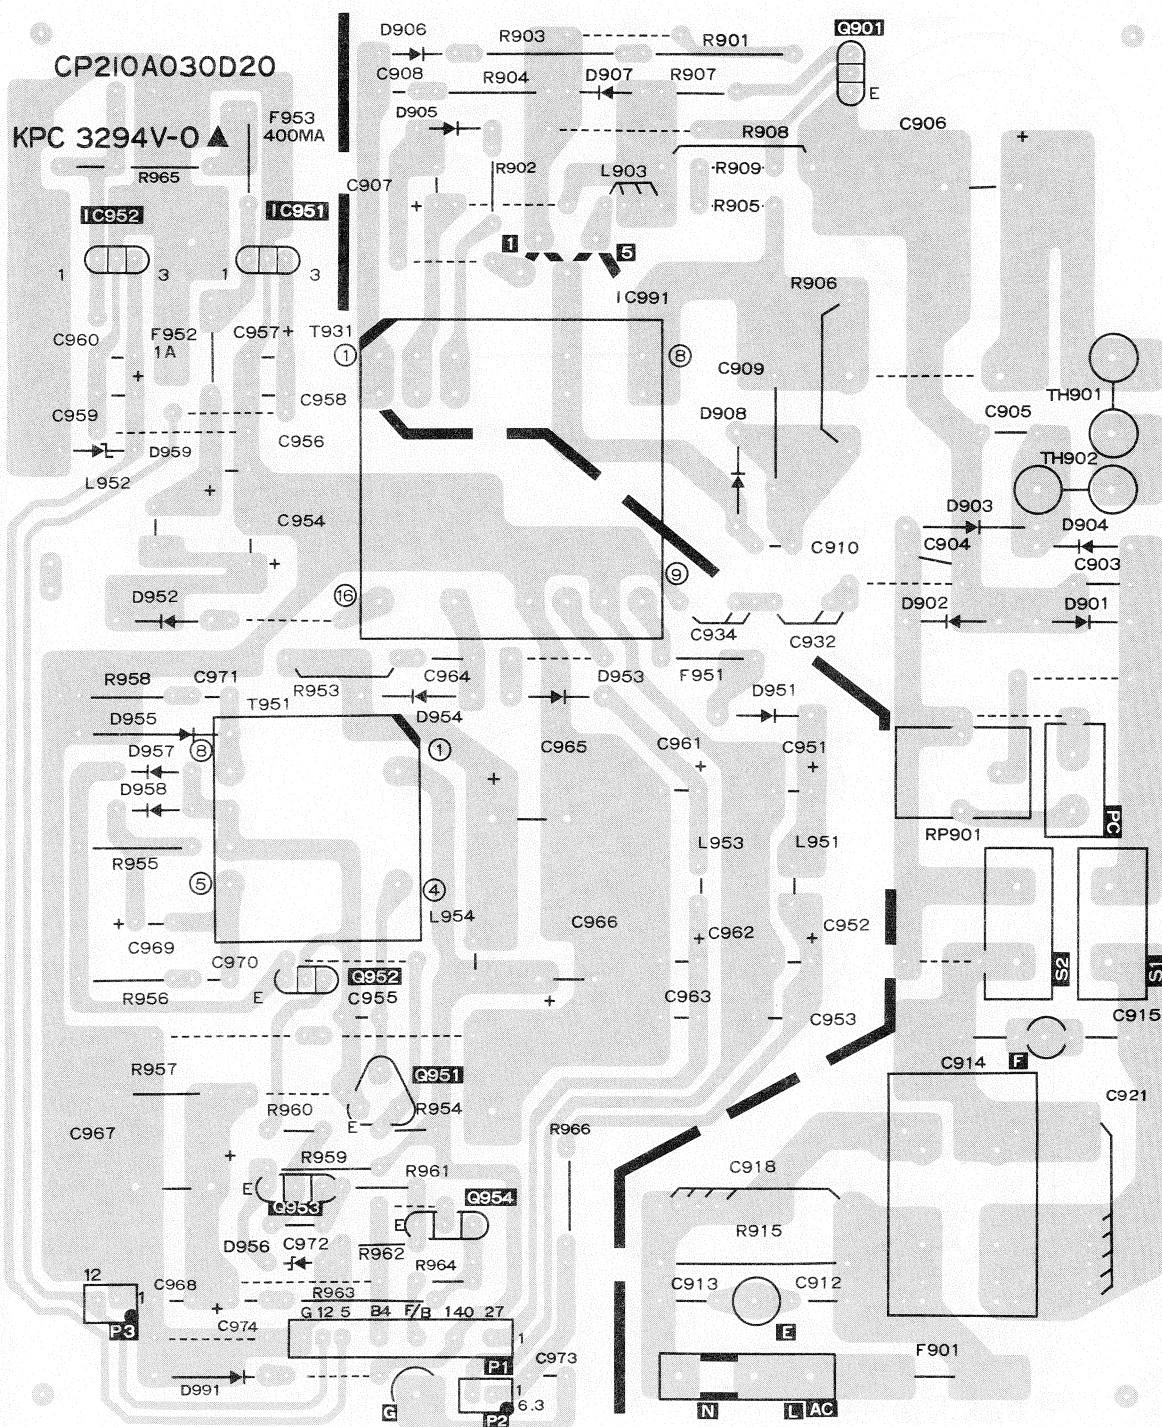 D906
R903
R901
Q901
CP210A030D20
C908
R904
D907
R907
E
F953
400MA
D905
C906
+
KPC 3294V-0
R908
R965
R902
L903
R909
C907
R905
+
IC952
IC951
1
5
1
3
1
3
IC991
R906
C960
F952
1A
C957
+
T931
1
8
+
C909
TH901
C959
C958
D908
C905
D959
C956
TH902
L952
+
D903
C954
D904
C910
C904
+
C903
9
D952
16
D902
D901
C934
C932
R958
C971
R953
C964
D953
F951
T951
D954
D951
D955
8
1
C965
C961
C951
D957
+
+
+
D958
RP901
PC
R955
L953
L951
5
4
L954
+
C966
C952
C969
C962
+
+
C970
Q952
S2
S1
R956
E
C955
+
C963
C953
C915
R957
Q951
C914
F
R960
R954
C921
E
C967
R966
+
R959
R961
C918
E
Q953
Q954
E
R915
D956
C972
R962
R964
12
1
C968
R963
C913
C912
P3
+
C974
G 12 5 B4 F/B 140 27
1
E
P1
C973
F901
D991
1
6.3
G
P2
N
L
AC